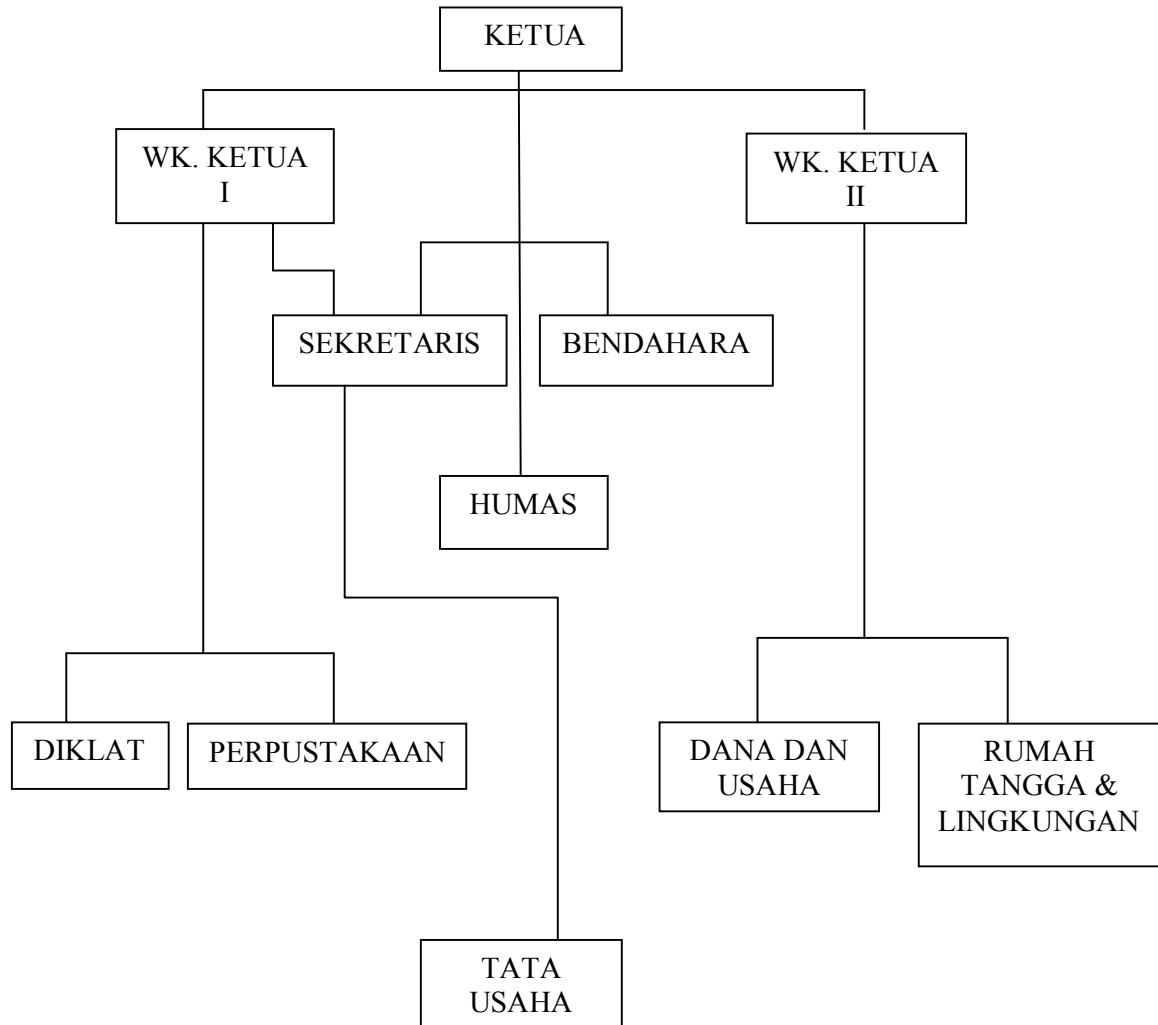 KETUA
WK. KETUA
I
WK. KETUA
II
SEKRETARIS
BENDAHARA
HUMAS
DIKLAT
PERPUSTAKAAN
DANA DAN
USAHA
RUMAH
TANGGA &
LINGKUNGAN
TATA
USAHA